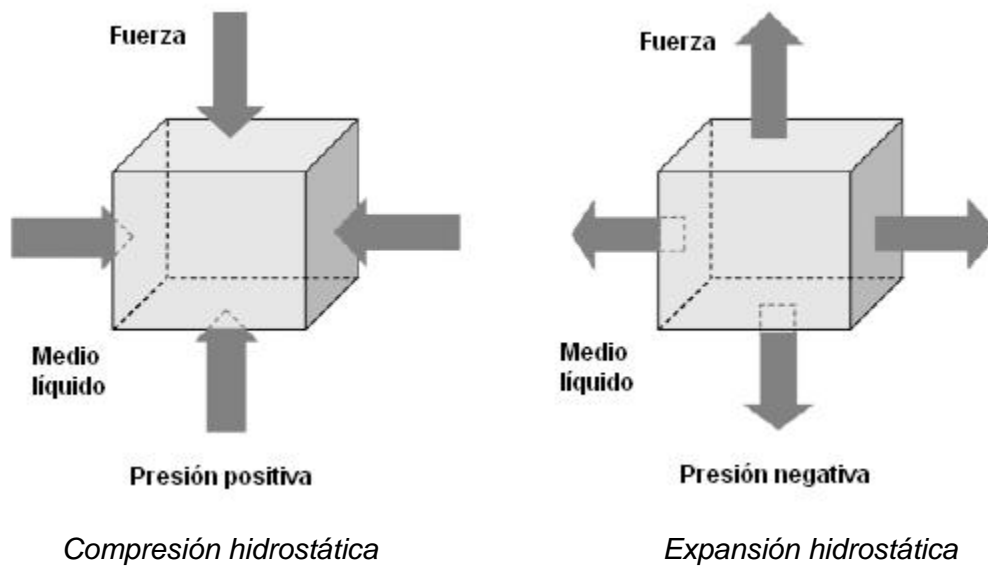 Fuerza
Medio
líquido
Presión positiva
Compresión hidrostática
Fuerza
Medio
líquido
Presión negativa
Expansión hidrostática